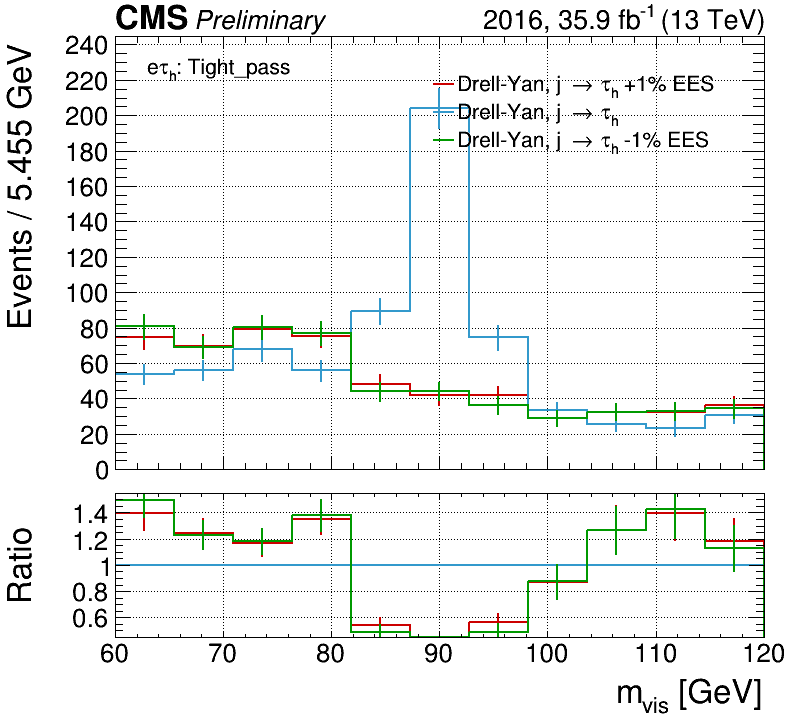 CMS Preliminary 2016, 35.9 fb⁻¹ (13 TeV)
eτₕ: Tight_pass
Drell-Yan, j → τₕ +1% EES
Drell-Yan, j → τₕ
Drell-Yan, j → τₕ -1% EES
Events / 5.455 GeV
240
220
200
180
160
140
120
100
80
60
40
20
0
Ratio
1.4
1.2
1
0.8
0.6
60 70 80 90 100 110 120
m_vis [GeV]